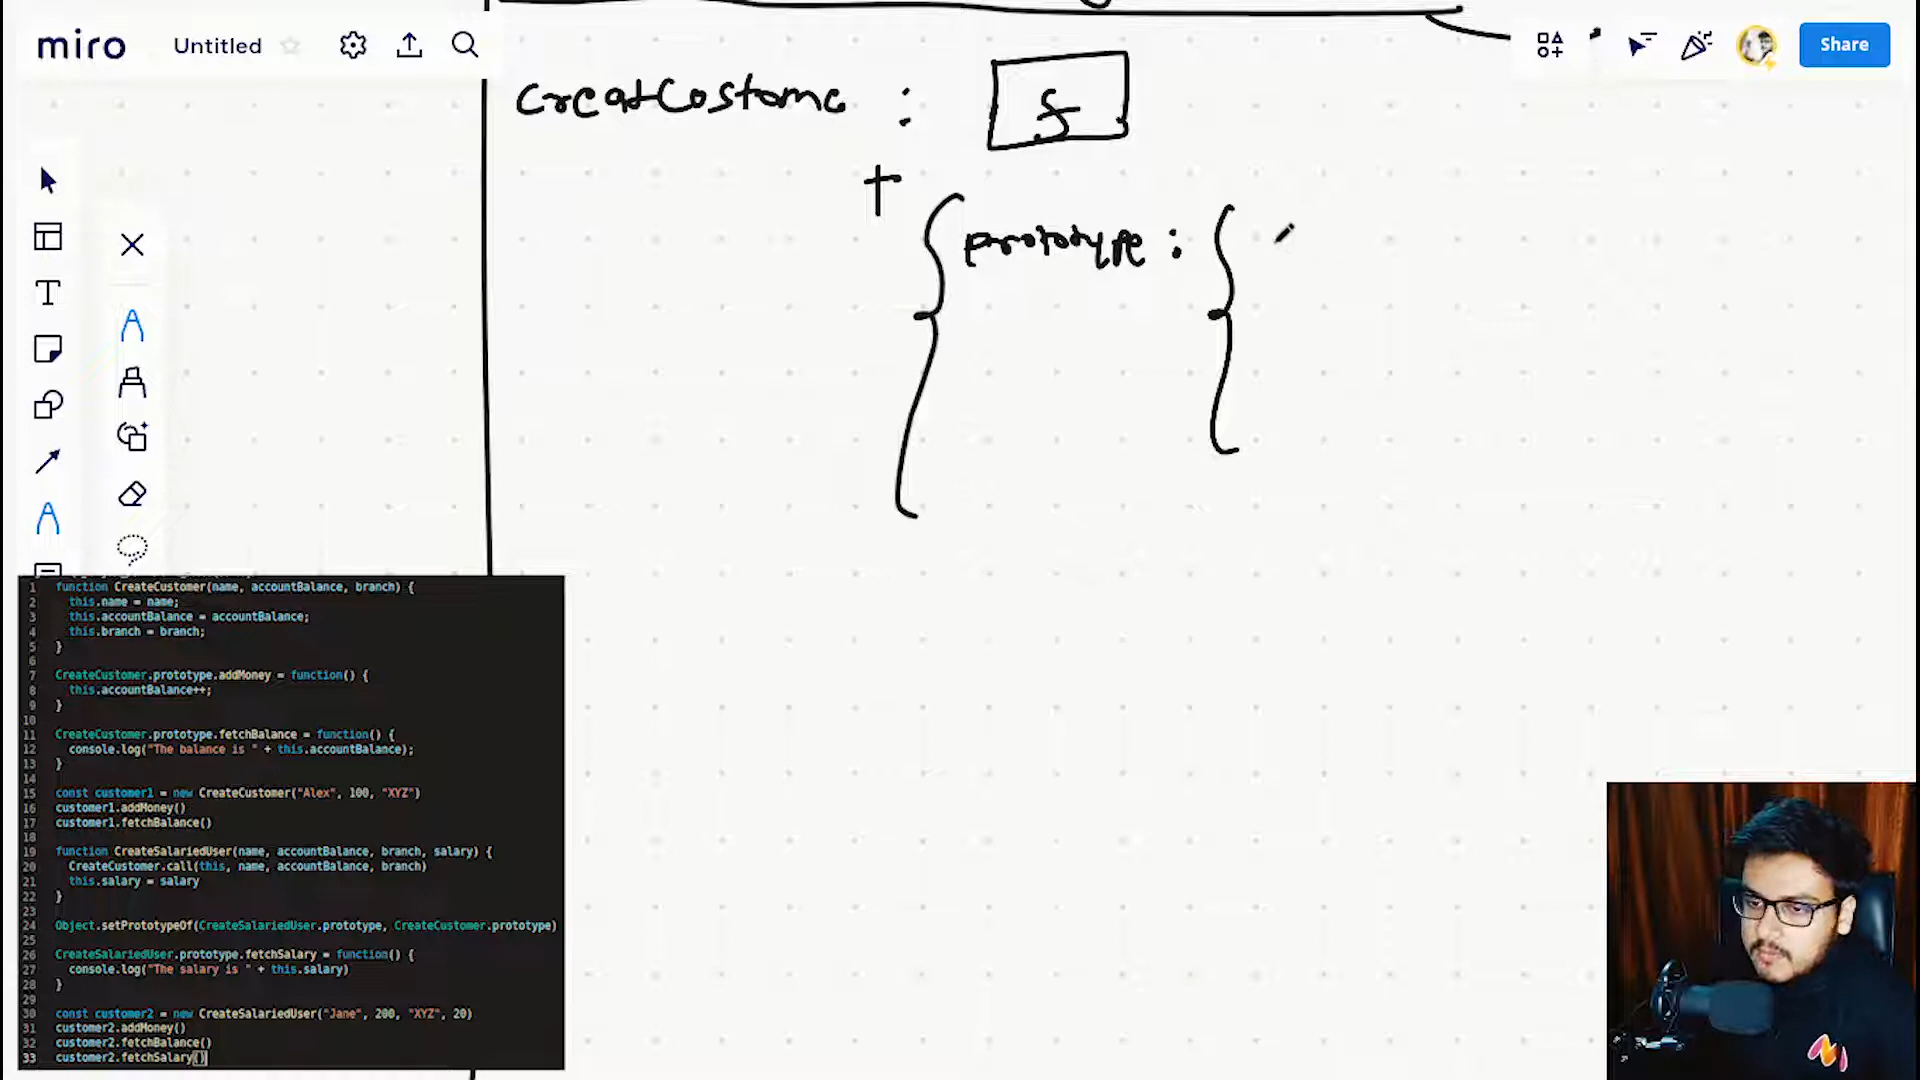 miro Untitled Share
CreatCostome : f
+
{ prototype : {
1 function CreateCustomer(name, accountBalance, branch) {
2 this.name = name;
3 this.accountBalance = accountBalance;
4 this.branch = branch;
5 }
6
7 CreateCustomer.prototype.addMoney = function() {
8 this.accountBalance++;
9 }
10
11 CreateCustomer.prototype.fetchBalance = function() {
12 console.log("The balance is " + this.accountBalance);
13 }
14
15 const customer1 = new CreateCustomer("Alex", 100, "XYZ")
16 customer1.addMoney()
17 customer1.fetchBalance()
18
19 function CreateSalariedUser(name, accountBalance, branch, salary) {
20 CreateCustomer.call(this, name, accountBalance, branch)
21 this.salary = salary
22 }
23
24 Object.setPrototypeOf(CreateSalariedUser.prototype, CreateCustomer.prototype)
25
26 CreateSalariedUser.prototype.fetchSalary = function() {
27 console.log("The salary is " + this.salary)
28 }
29
30 const customer2 = new CreateSalariedUser("Jane", 200, "XYZ", 20)
31 customer2.addMoney()
32 customer2.fetchBalance()
33 customer2.fetchSalary()